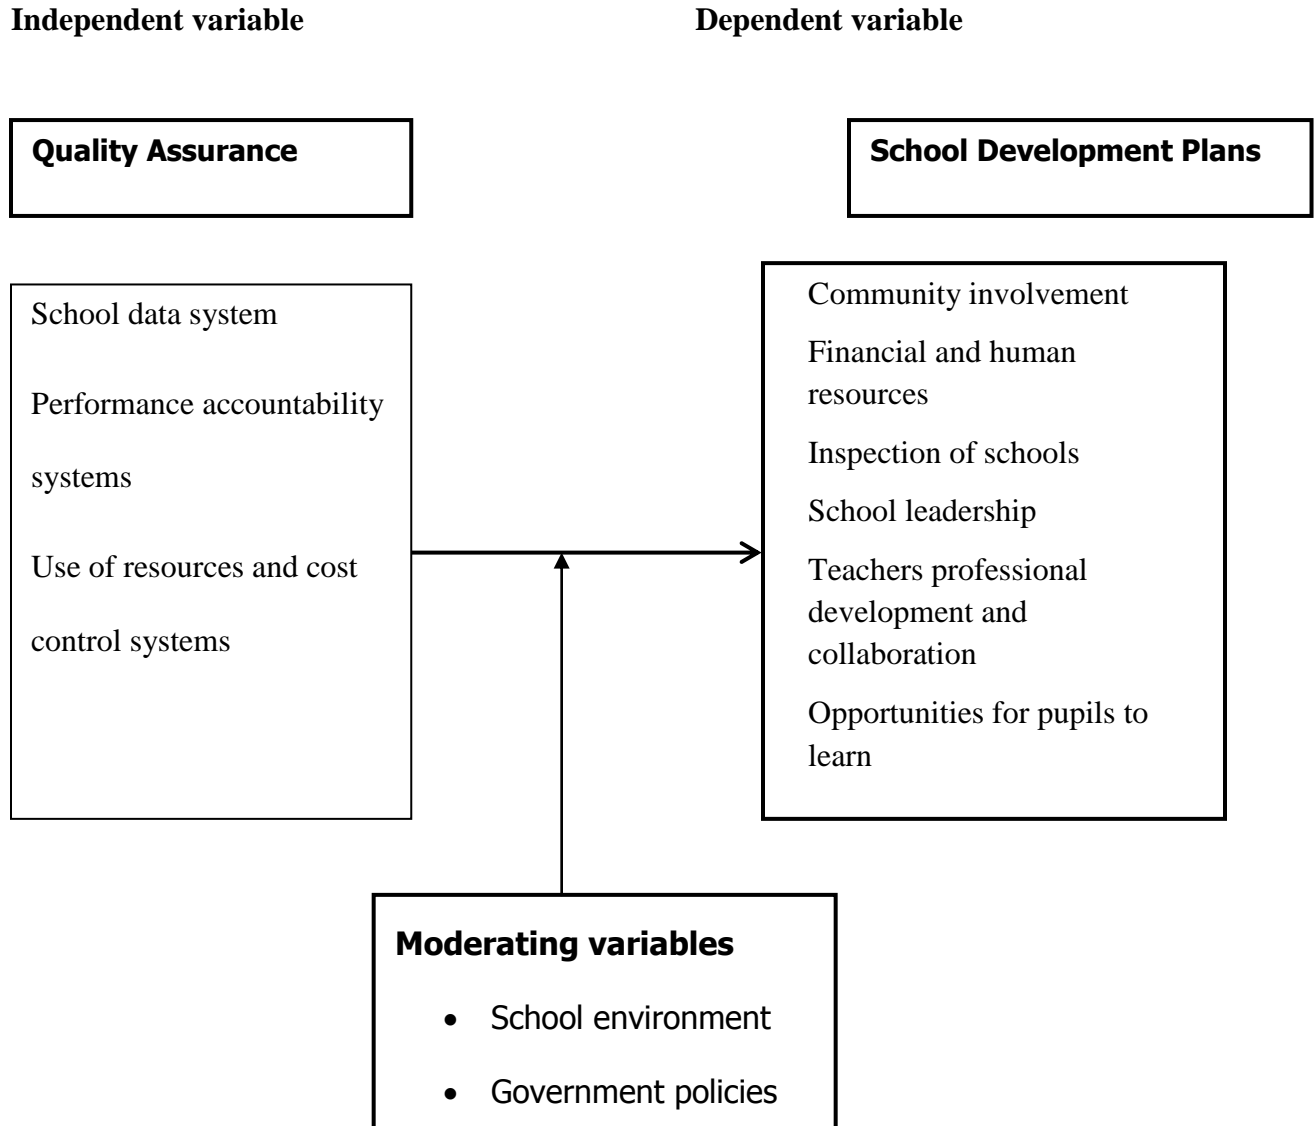 Independent variable
Dependent variable
Quality Assurance
School Development Plans
School data system
Performance accountability
systems
Use of resources and cost
control systems
Community involvement
Financial and human
resources
Inspection of schools
School leadership
Teachers professional
development and
collaboration
Opportunities for pupils to
learn
Moderating variables
• School environment
• Government policies